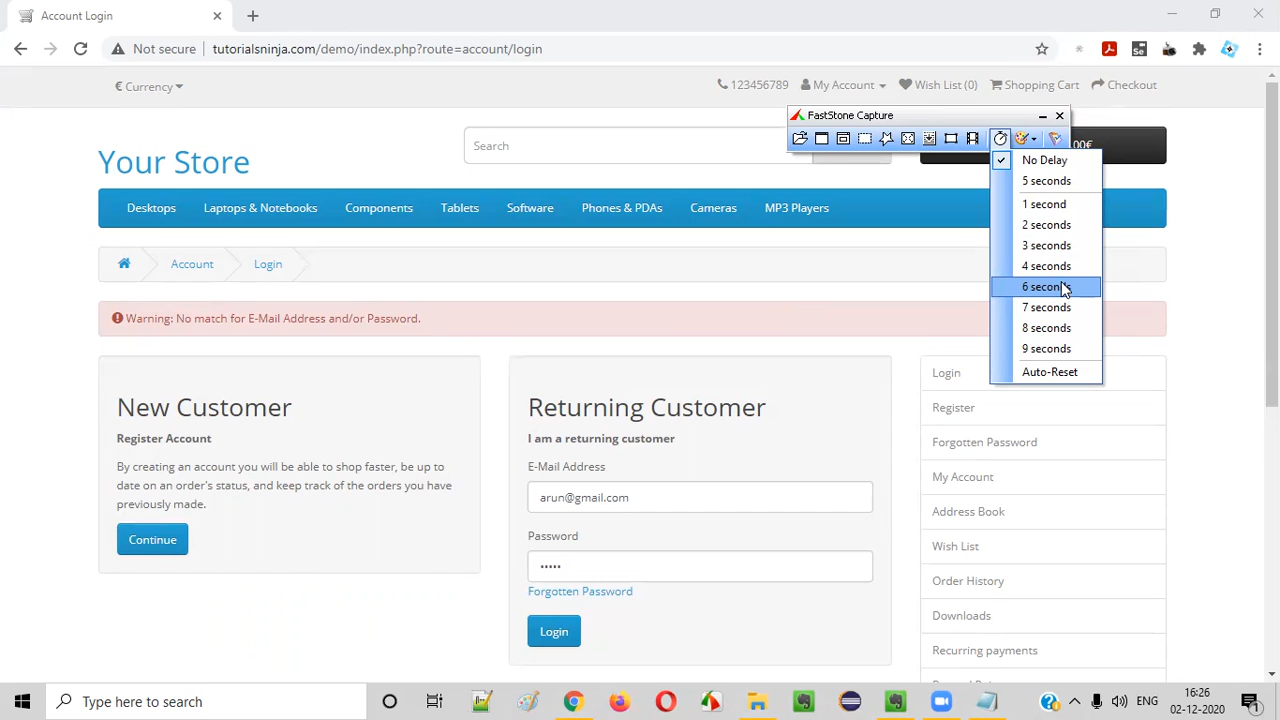 Account Login
Not secure
tutorialsninja.com/demo/index.php?route=account/login
€ Currency
123456789
My Account
Wish List (0)
Shopping Cart
Checkout
FastStone Capture
Your Store
Search
.00€
No Delay
5 seconds
1 second
2 seconds
3 seconds
4 seconds
6 seconds
7 seconds
8 seconds
9 seconds
Auto-Reset
Desktops
Laptops & Notebooks
Components
Tablets
Software
Phones & PDAs
Cameras
MP3 Players
Account
Login
Warning: No match for E-Mail Address and/or Password.
New Customer
Register Account
By creating an account you will be able to shop faster, be up to
date on an order's status, and keep track of the orders you have
previously made.
Continue
Returning Customer
I am a returning customer
E-Mail Address
arun@gmail.com
Password
•••••
Forgotten Password
Login
Login
Register
Forgotten Password
My Account
Address Book
Wish List
Order History
Downloads
Recurring payments
Type here to search
ENG
16:26
02-12-2020